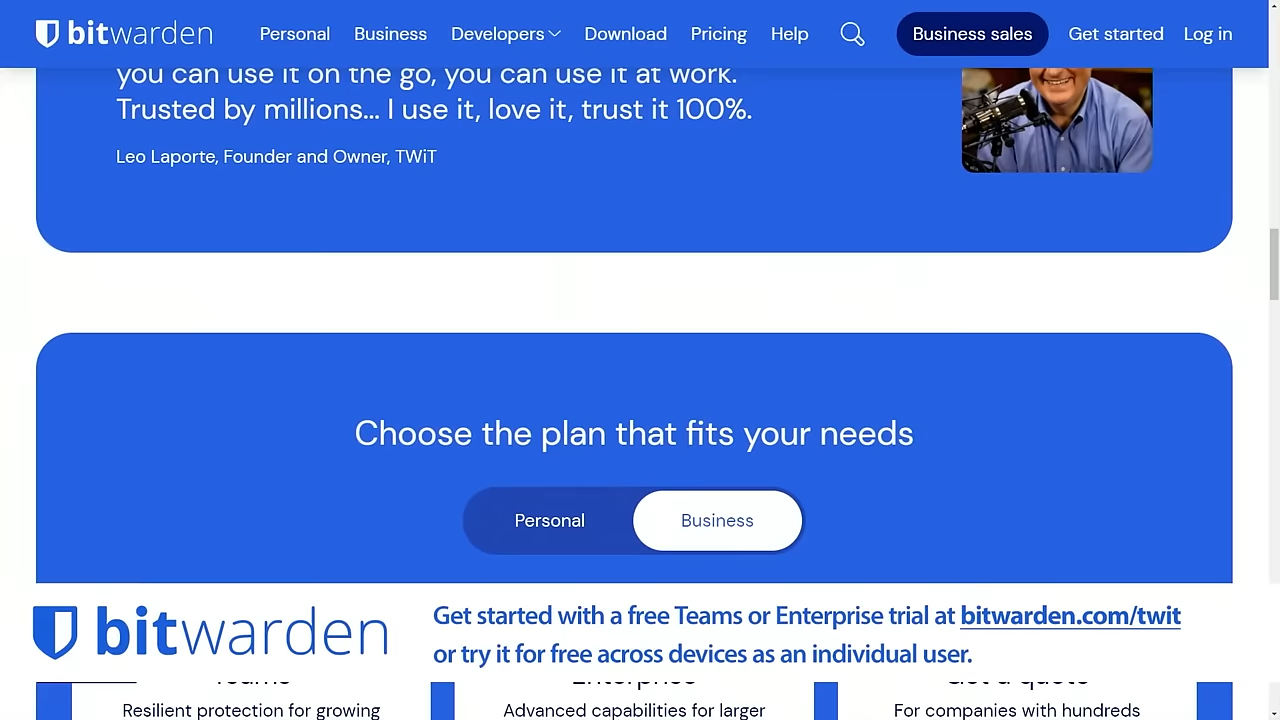 bitwarden Personal Business Developers Download Pricing Help Business sales Get started Log in
you can use it on the go, you can use it at work.
Trusted by millions... I use it, love it, trust it 100%.
Leo Laporte, Founder and Owner, TWiT
Choose the plan that fits your needs
Personal Business
bitwarden
Get started with a free Teams or Enterprise trial at bitwarden.com/twit
or try it for free across devices as an individual user.
Teams Enterprise Get a quote
Resilient protection for growing Advanced capabilities for larger For companies with hundreds